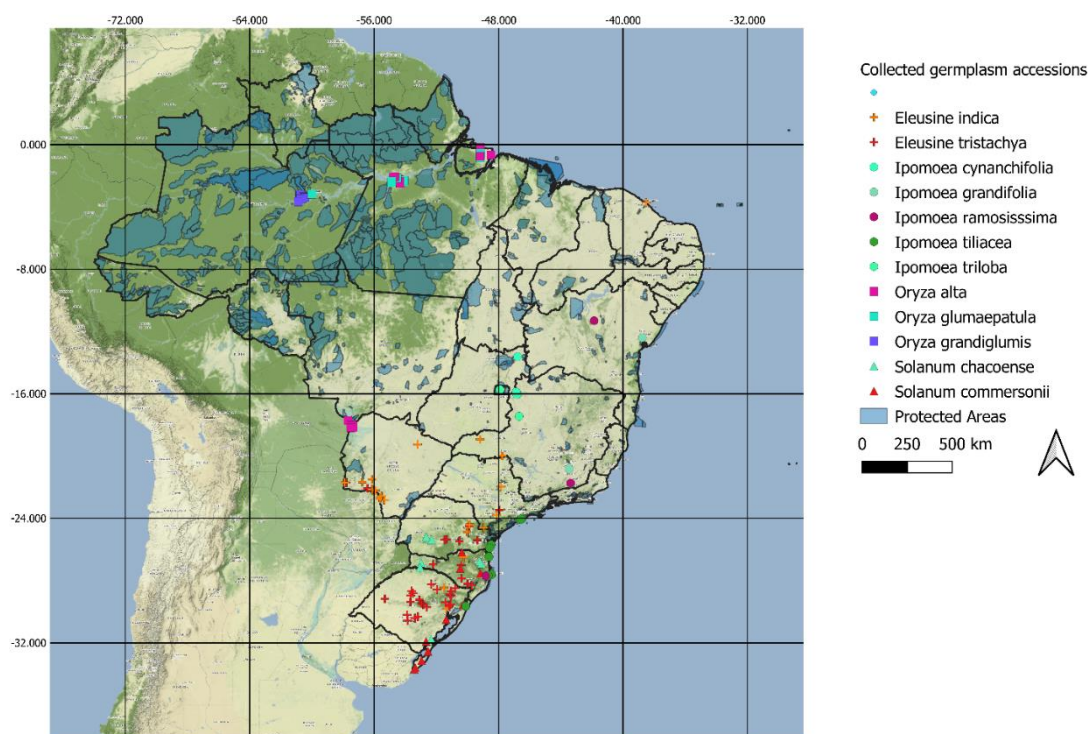 -72.000 -64.000 -56.000 -48.000 -40.000 -32.000
0.000
-8.000
-16.000
-24.000
-32.000
Collected germplasm accessions
Eleusine indica
Eleusine tristachya
Ipomoea cynanchifolia
Ipomoea grandifolia
Ipomoea ramosisssima
Ipomoea tiliacea
Ipomoea triloba
Oryza alta
Oryza glumaepatula
Oryza grandiglumis
Solanum chacoense
Solanum commersonii
Protected Areas
0 250 500 km